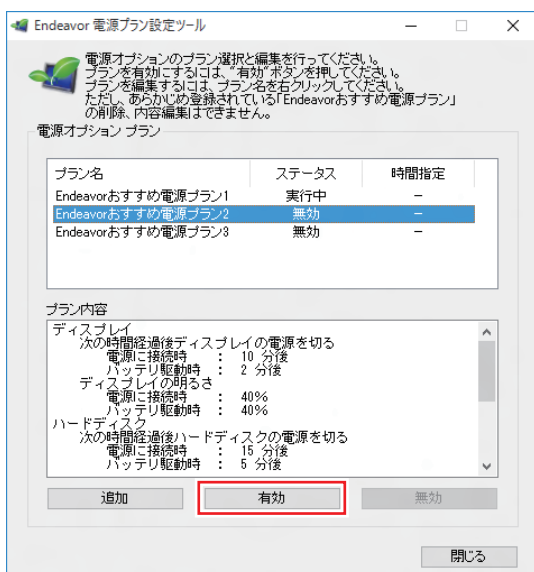 Endeavor 電源プラン設定ツール
電源オプションのプラン選択と編集を行ってください。
プランを有効にするには、"有効"ボタンを押してください。
プランを編集するには、プラン名を右クリックしてください。
ただし、あらかじめ登録されている「Endeavorおすすめ電源プラン」
の削除、内容編集はできません。
電源オプション プラン
プラン名 ステータス 時間指定
Endeavorおすすめ電源プラン1 実行中 –
Endeavorおすすめ電源プラン2 無効 –
Endeavorおすすめ電源プラン3 無効 –
プラン内容
ディスプレイ
次の時間経過後ディスプレイの電源を切る
電源に接続時 : 10 分後
バッテリ駆動時 : 2 分後
ディスプレイの明るさ
電源に接続時 : 40%
バッテリ駆動時 : 40%
ハードディスク
次の時間経過後ハードディスクの電源を切る
電源に接続時 : 15 分後
バッテリ駆動時 : 5 分後
追加 有効 無効
閉じる